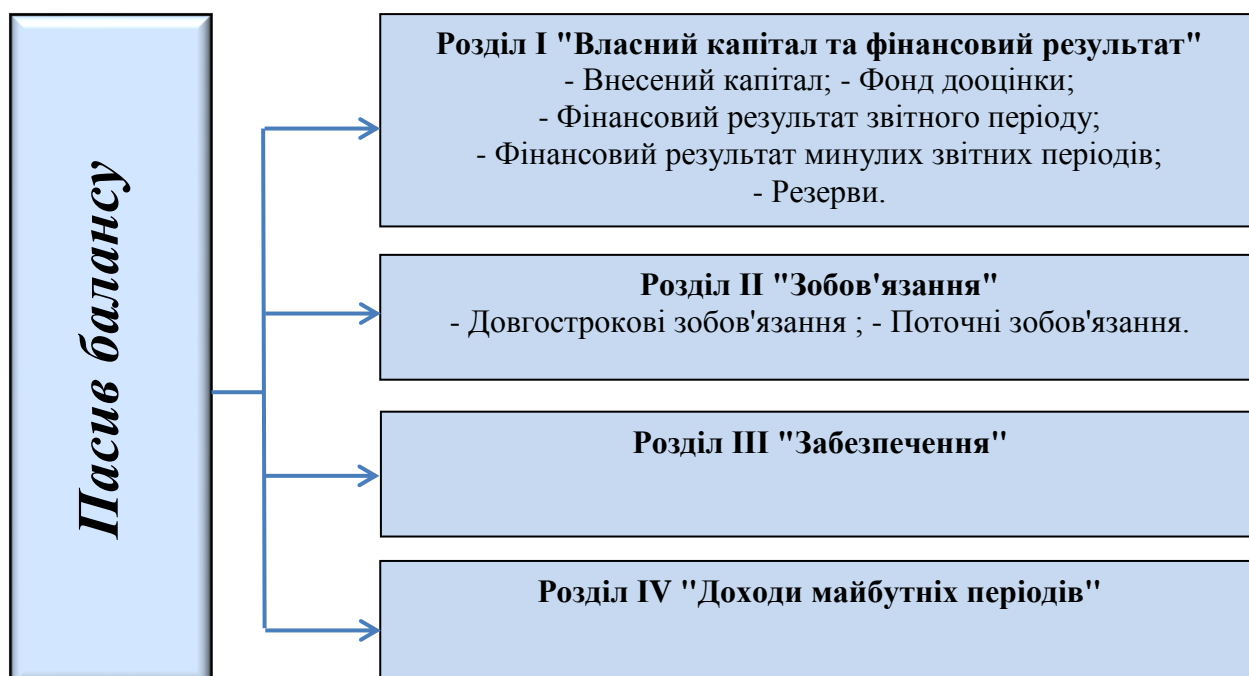 Пасив балансу
Розділ I "Власний капітал та фінансовий результат"
- Внесений капітал; - Фонд дооцінки;
- Фінансовий результат звітного періоду;
- Фінансовий результат минулих звітних періодів;
- Резерви.
Розділ II "Зобов'язання"
- Довгострокові зобов'язання ; - Поточні зобов'язання.
Розділ III "Забезпечення"
Розділ IV "Доходи майбутніх періодів"